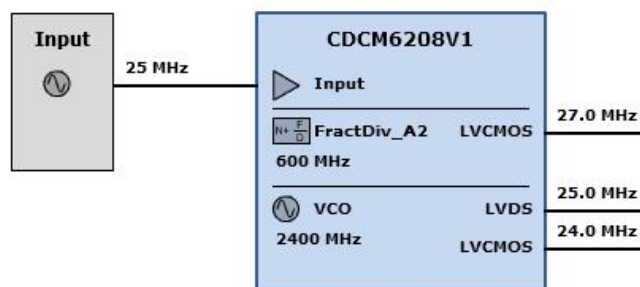 Input
CDCM6208V1
25 MHz
Input
27.0 MHz
N+ F/D FractDiv_A2 LVCMOS
600 MHz
25.0 MHz
VCO LVDS
24.0 MHz
2400 MHz
LVCMOS